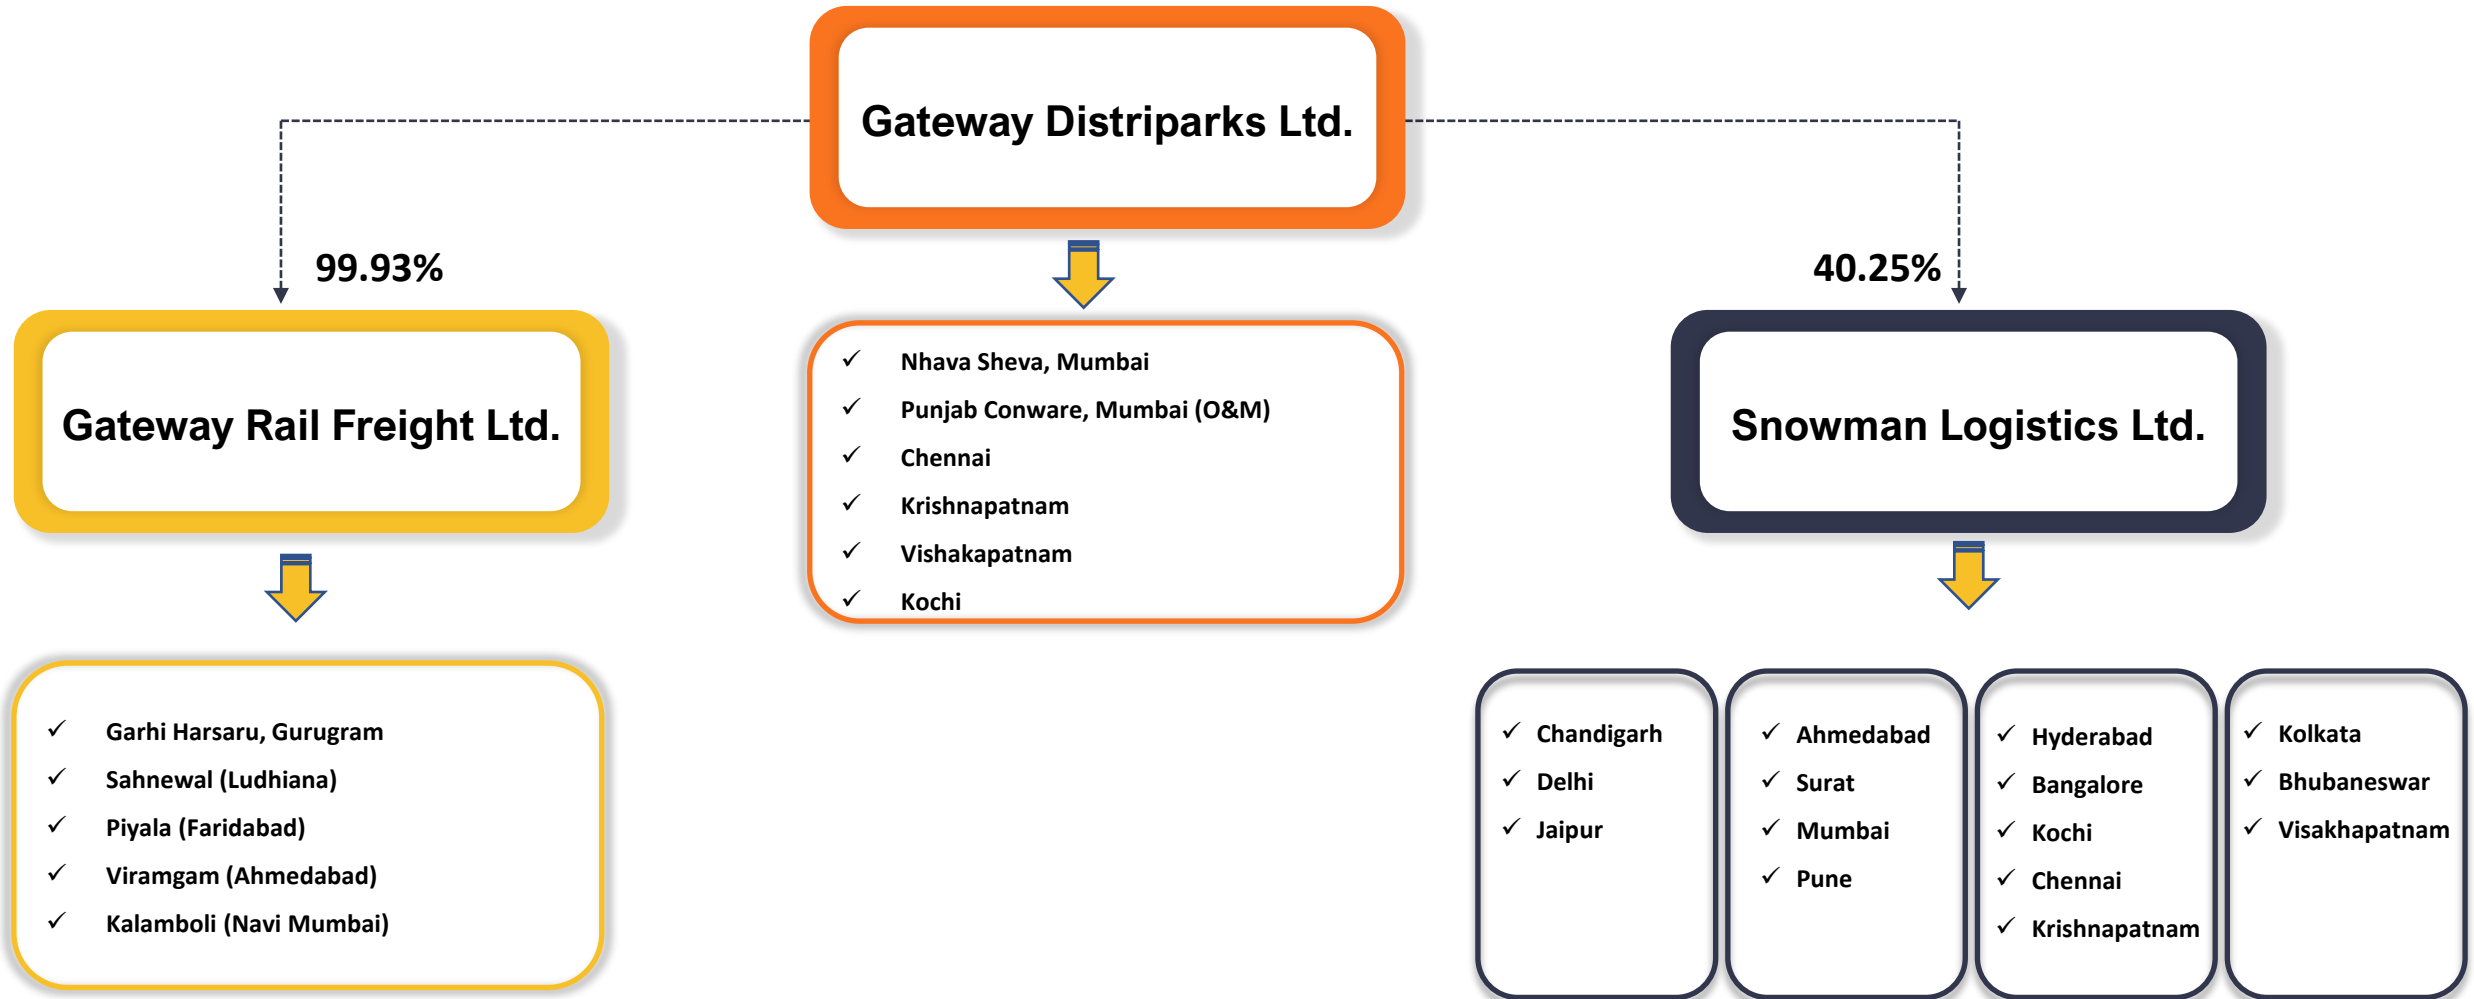 Gateway Distriparks Ltd.
99.93%
40.25%
Gateway Rail Freight Ltd.
✓ Nhava Sheva, Mumbai
✓ Punjab Conware, Mumbai (O&M)
✓ Chennai
✓ Krishnapatnam
✓ Vishakapatnam
✓ Kochi
Snowman Logistics Ltd.
✓ Garhi Harsaru, Gurugram
✓ Sahnewal (Ludhiana)
✓ Piyala (Faridabad)
✓ Viramgam (Ahmedabad)
✓ Kalamboli (Navi Mumbai)
✓ Chandigarh
✓ Delhi
✓ Jaipur
✓ Ahmedabad
✓ Surat
✓ Mumbai
✓ Pune
✓ Hyderabad
✓ Bangalore
✓ Kochi
✓ Chennai
✓ Krishnapatnam
✓ Kolkata
✓ Bhubaneswar
✓ Visakhapatnam